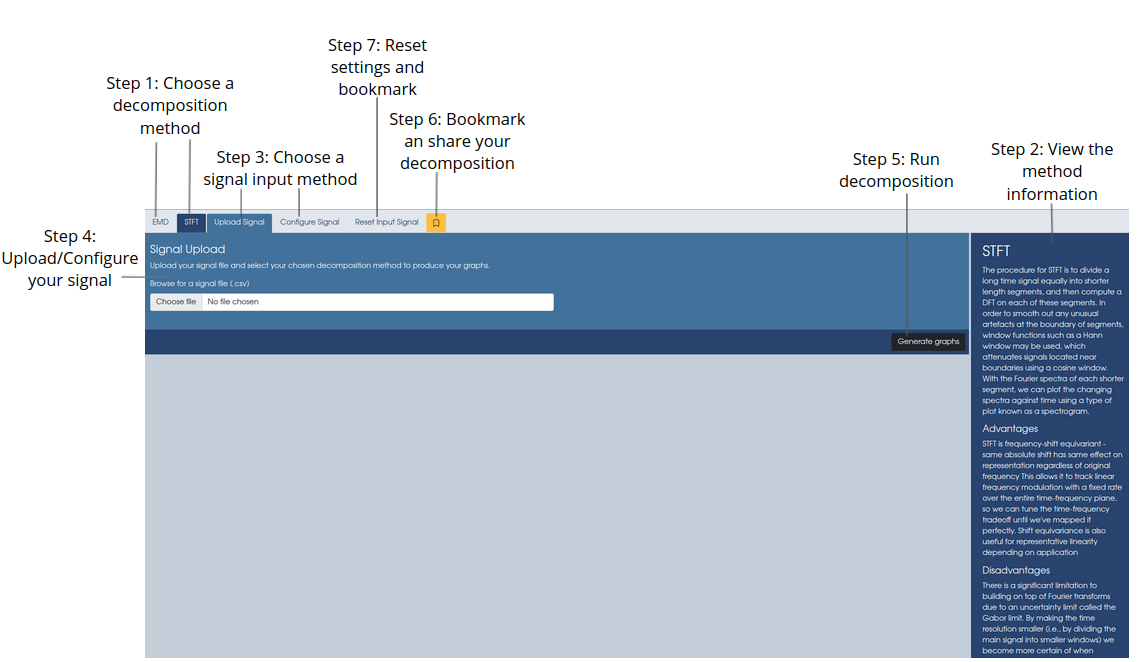 Step 7: Reset
settings and
bookmark
Step 1: Choose a
decomposition
method
Step 6: Bookmark
an share your
decomposition
Step 3: Choose a
signal input method
Step 5: Run
decomposition
Step 2: View the
method
information
Step 4:
Upload/Configure
your signal
EMD
STFT
Upload Signal
Configure Signal
Reset Input Signal
Signal Upload
Upload your signal file and select your chosen decomposition method to produce your graphs.
Browse for a signal file (.csv)
Choose file
No file chosen
Generate graphs
STFT
The procedure for STFT is to divide a
long time signal equally into shorter
length segments, and then compute a
DFT on each of these segments. In
order to smooth out any unusual
artefacts at the boundary of segments,
window functions such as a Hann
window may be used, which
attenuates signals located near
boundaries using a cosine window.
With the Fourier spectra of each shorter
segment, we can plot the changing
spectra against time using a type of
plot known as a spectrogram.
Advantages
STFT is frequency-shift equivariant -
same absolute shift has same effect on
representation regardless of original
frequency This allows it to track linear
frequency modulation with a fixed rate
over the entire time-frequency plane,
so we can tune the time-frequency
tradeoff until we've mapped it
perfectly. Shift equivariance is also
useful for representative linearity
depending on application
Disadvantages
There is a significant limitation to
building on top of Fourier transforms
due to an uncertainty limit called the
Gabor limit. By making the time
resolution smaller (i.e., by dividing the
main signal into smaller windows) we
become more certain of when